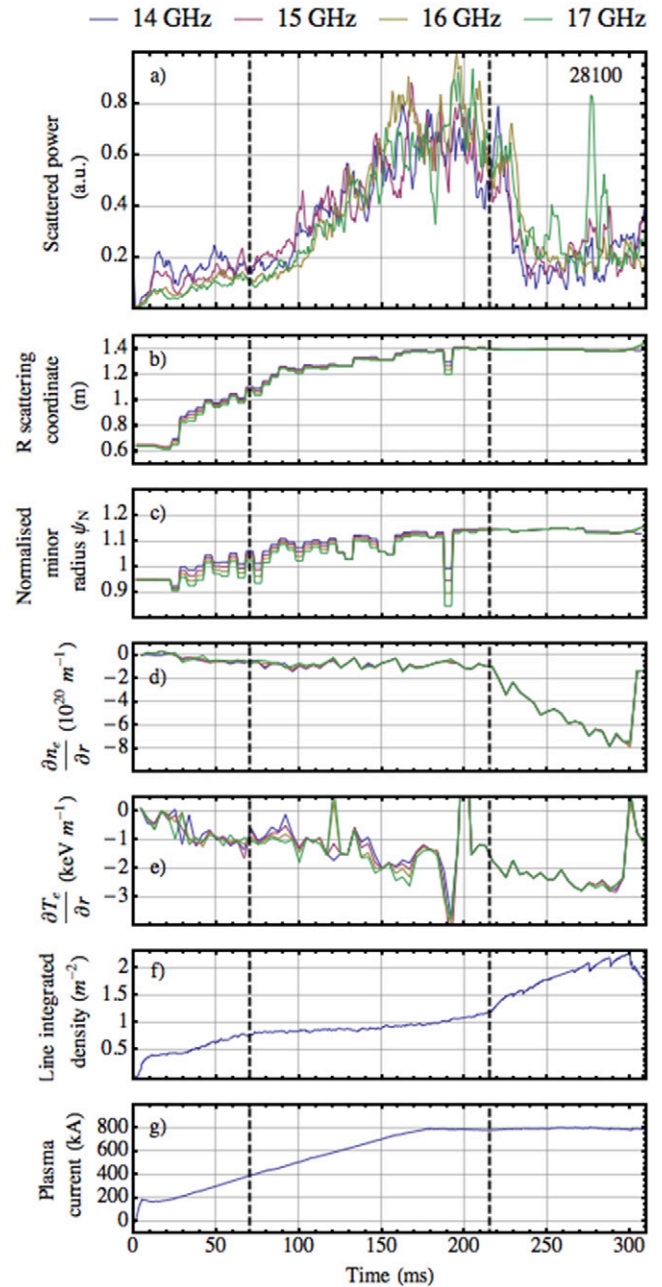 14 GHz 15 GHz 16 GHz 17 GHz
a) 28100
Scattered power
(a.u.)
0.8
0.6
0.4
0.2
b)
R scattering
coordinate
(m)
1.4
1.2
1.0
0.8
0.6
c)
Normalised
minor
radius ψN
1.2
1.1
1
0.9
d)
∂ne/∂r (10^20 m^-1)
0
−2
−4
−6
−8
e)
∂Te/∂r (keV m^-1)
0
−1
−2
−3
f)
Line integrated
density (m^-2)
2
1.5
1
0.5
g)
Plasma
current (kA)
800
600
400
200
0
0 50 100 150 200 250 300
Time (ms)